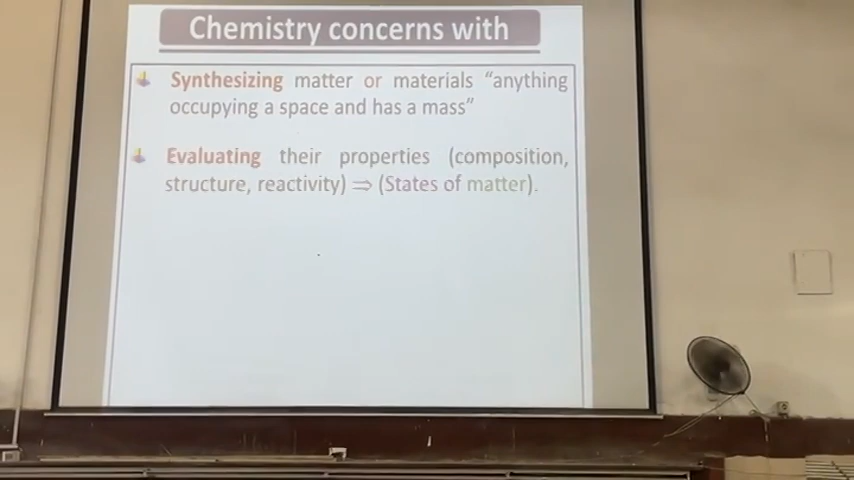 Chemistry concerns with
Synthesizing matter or materials “anything
occupying a space and has a mass”
Evaluating their properties (composition,
structure, reactivity) ⇒ (States of matter).